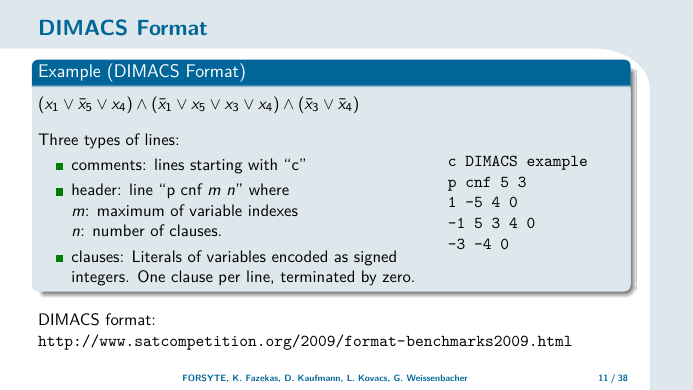 DIMACS Format
Example (DIMACS Format)
(x₁ ∨ x̄₅ ∨ x₄) ∧ (x̄₁ ∨ x₅ ∨ x₃ ∨ x₄) ∧ (x̄₃ ∨ x̄₄)
Three types of lines:
comments: lines starting with “c”
header: line “p cnf m n” where
m: maximum of variable indexes
n: number of clauses.
clauses: Literals of variables encoded as signed
integers. One clause per line, terminated by zero.
c DIMACS example
p cnf 5 3
1 -5 4 0
-1 5 3 4 0
-3 -4 0
DIMACS format:
http://www.satcompetition.org/2009/format-benchmarks2009.html
FORSYTE, K. Fazekas, D. Kaufmann, L. Kovacs, G. Weissenbacher
11 / 38